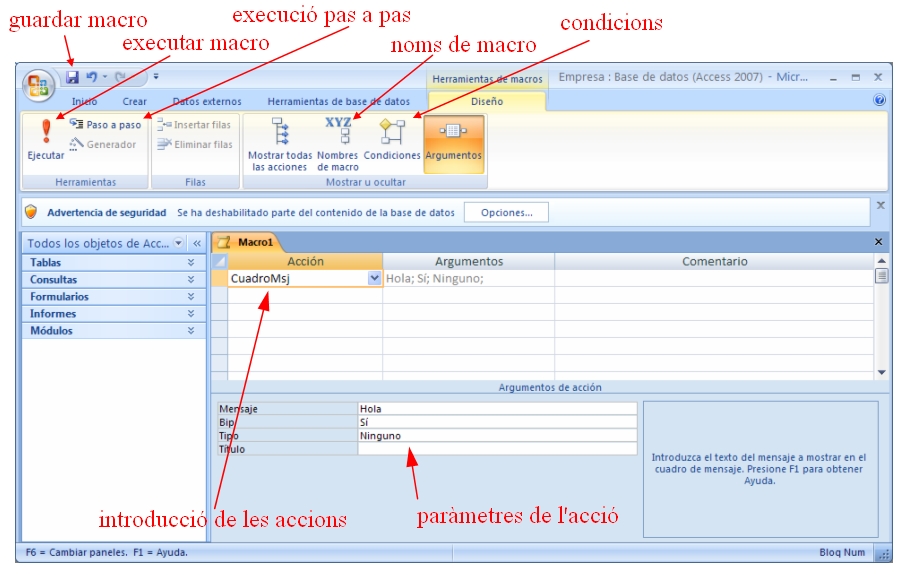 guardar macro
execució pas a pas
condicions
executar macro
noms de macro
Herramientas de macros
Empresa : Base de datos (Access 2007) - Micr...
Inicio
Crear
Datos externos
Herramientas de base de datos
Diseño
Ejecutar
Paso a paso
Generador
Herramientas
Insertar filas
Eliminar filas
Filas
Mostrar todas
las acciones
XYZ
Nombres
de macro
Condiciones
Argumentos
Mostrar u ocultar
Advertencia de seguridad
Se ha deshabilitado parte del contenido de la base de datos
Opciones...
Todos los objetos de Acc...
Tablas
Consultas
Formularios
Informes
Módulos
Macro1
Acción
Argumentos
Comentario
CuadroMsj
Hola; Sí; Ninguno;
Argumentos de acción
Mensaje
Hola
Bip
Sí
Tipo
Ninguno
Título
Introduzca el texto del mensaje a mostrar en el
cuadro de mensaje. Presione F1 para obtener
Ayuda.
introducció de les accions
paràmetres de l'acció
F6 = Cambiar paneles. F1 = Ayuda.
Bloq Num